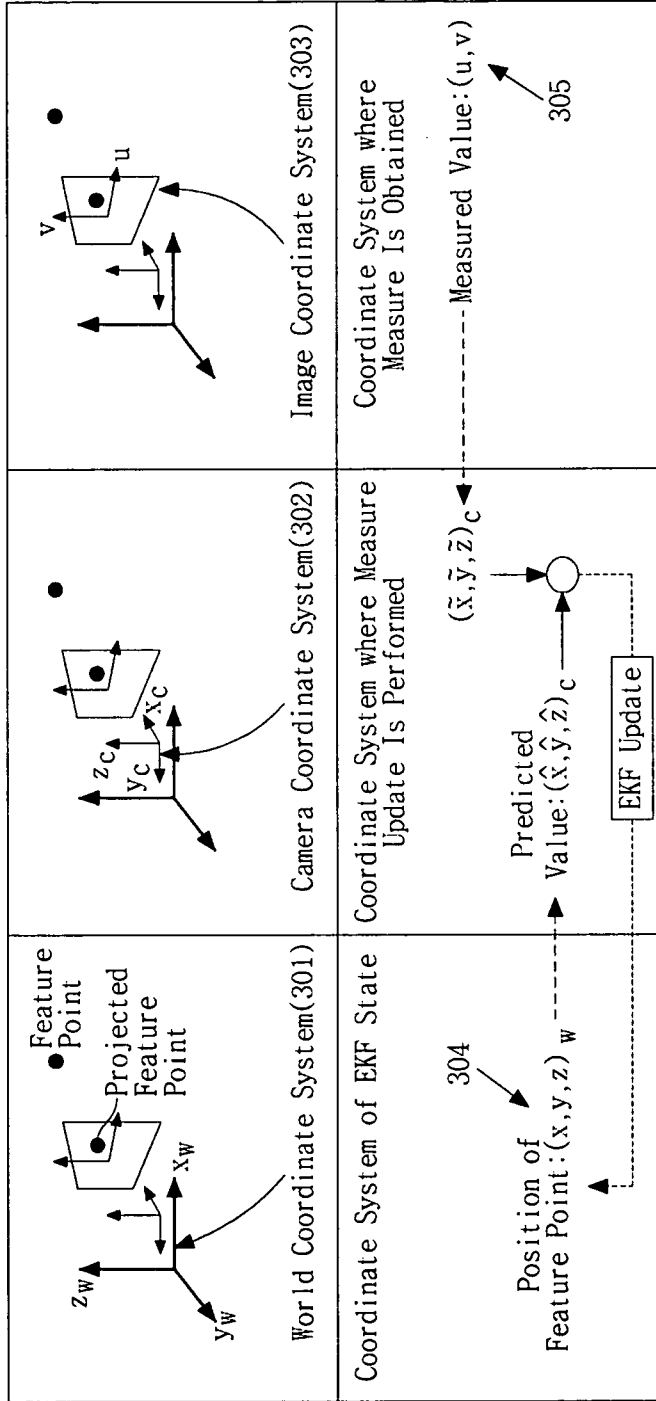 z_W
y_W
x_W
Feature
Point
Projected
Feature
Point
World Coordinate System(301)
z_C
y_C
x_C
Camera Coordinate System(302)
v
u
Image Coordinate System(303)
Coordinate System of EKF State
304
Position of
Feature Point:(x,y,z)_W
Coordinate System where Measure
Update Is Performed
(x̃,ỹ,z̃)_C
Predicted
Value:(x̂,ŷ,ẑ)_C
EKF Update
Coordinate System where
Measure Is Obtained
Measured Value:(u,v)
305